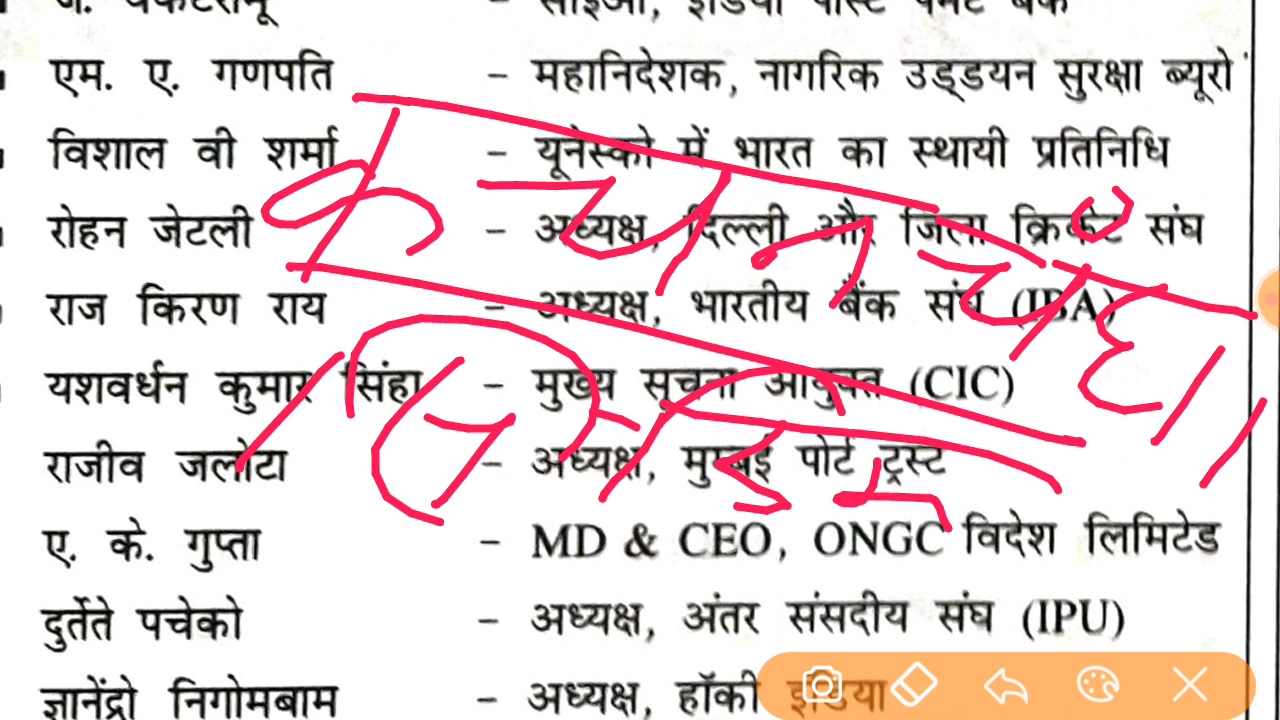 सीईओ, इंडिया पोस्ट पेमेंट बैंक
एम. ए. गणपति - महानिदेशक, नागरिक उड्डयन सुरक्षा ब्यूरो
विशाल वी शर्मा - यूनेस्को में भारत का स्थायी प्रतिनिधि
रोहन जेटली - अध्यक्ष, दिल्ली और जिला क्रिकेट संघ
राज किरण राय - अध्यक्ष, भारतीय बैंक संघ (IBA)
यशवर्धन कुमार सिंहा - मुख्य सूचना आयुक्त (CIC)
राजीव जलोटा - अध्यक्ष, मुम्बई पोर्ट ट्रस्ट
ए. के. गुप्ता - MD & CEO, ONGC विदेश लिमिटेड
दुर्तेते पचेको - अध्यक्ष, अंतर संसदीय संघ (IPU)
ज्ञानेंद्रो निगोमबाम - अध्यक्ष, हॉकी इंडिया